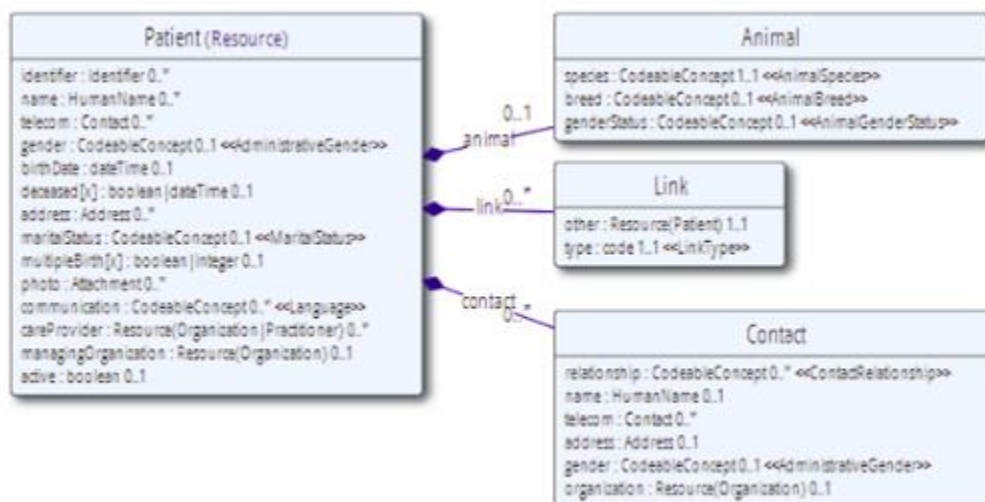 Patient (Resource)
identifier : Identifier 0..*
name : HumanName 0..*
telecom : Contact 0..*
gender : CodeableConcept 0..1 <<AdministrativeGender>>
birthDate : dateTime 0..1
deceased[x] : boolean|dateTime 0..1
address : Address 0..*
maritalStatus : CodeableConcept 0..1 <<MaritalStatus>>
multipleBirth[x] : boolean|integer 0..1
photo : Attachment 0..*
communication : CodeableConcept 0..* <<Language>>
careProvider : Resource(Organization|Practitioner) 0..*
managingOrganization : Resource(Organization) 0..1
active : boolean 0..1
0..1
animal
link 0..*
contact
0..*
Animal
species : CodeableConcept 1..1 <<AnimalSpecies>>
breed : CodeableConcept 0..1 <<AnimalBreed>>
genderStatus : CodeableConcept 0..1 <<AnimalGenderStatus>>
Link
other : Resource(Patient) 1..1
type : code 1..1 <<LinkType>>
Contact
relationship : CodeableConcept 0..* <<ContactRelationship>>
name : HumanName 0..1
telecom : Contact 0..*
address : Address 0..1
gender : CodeableConcept 0..1 <<AdministrativeGender>>
organization : Resource(Organization) 0..1